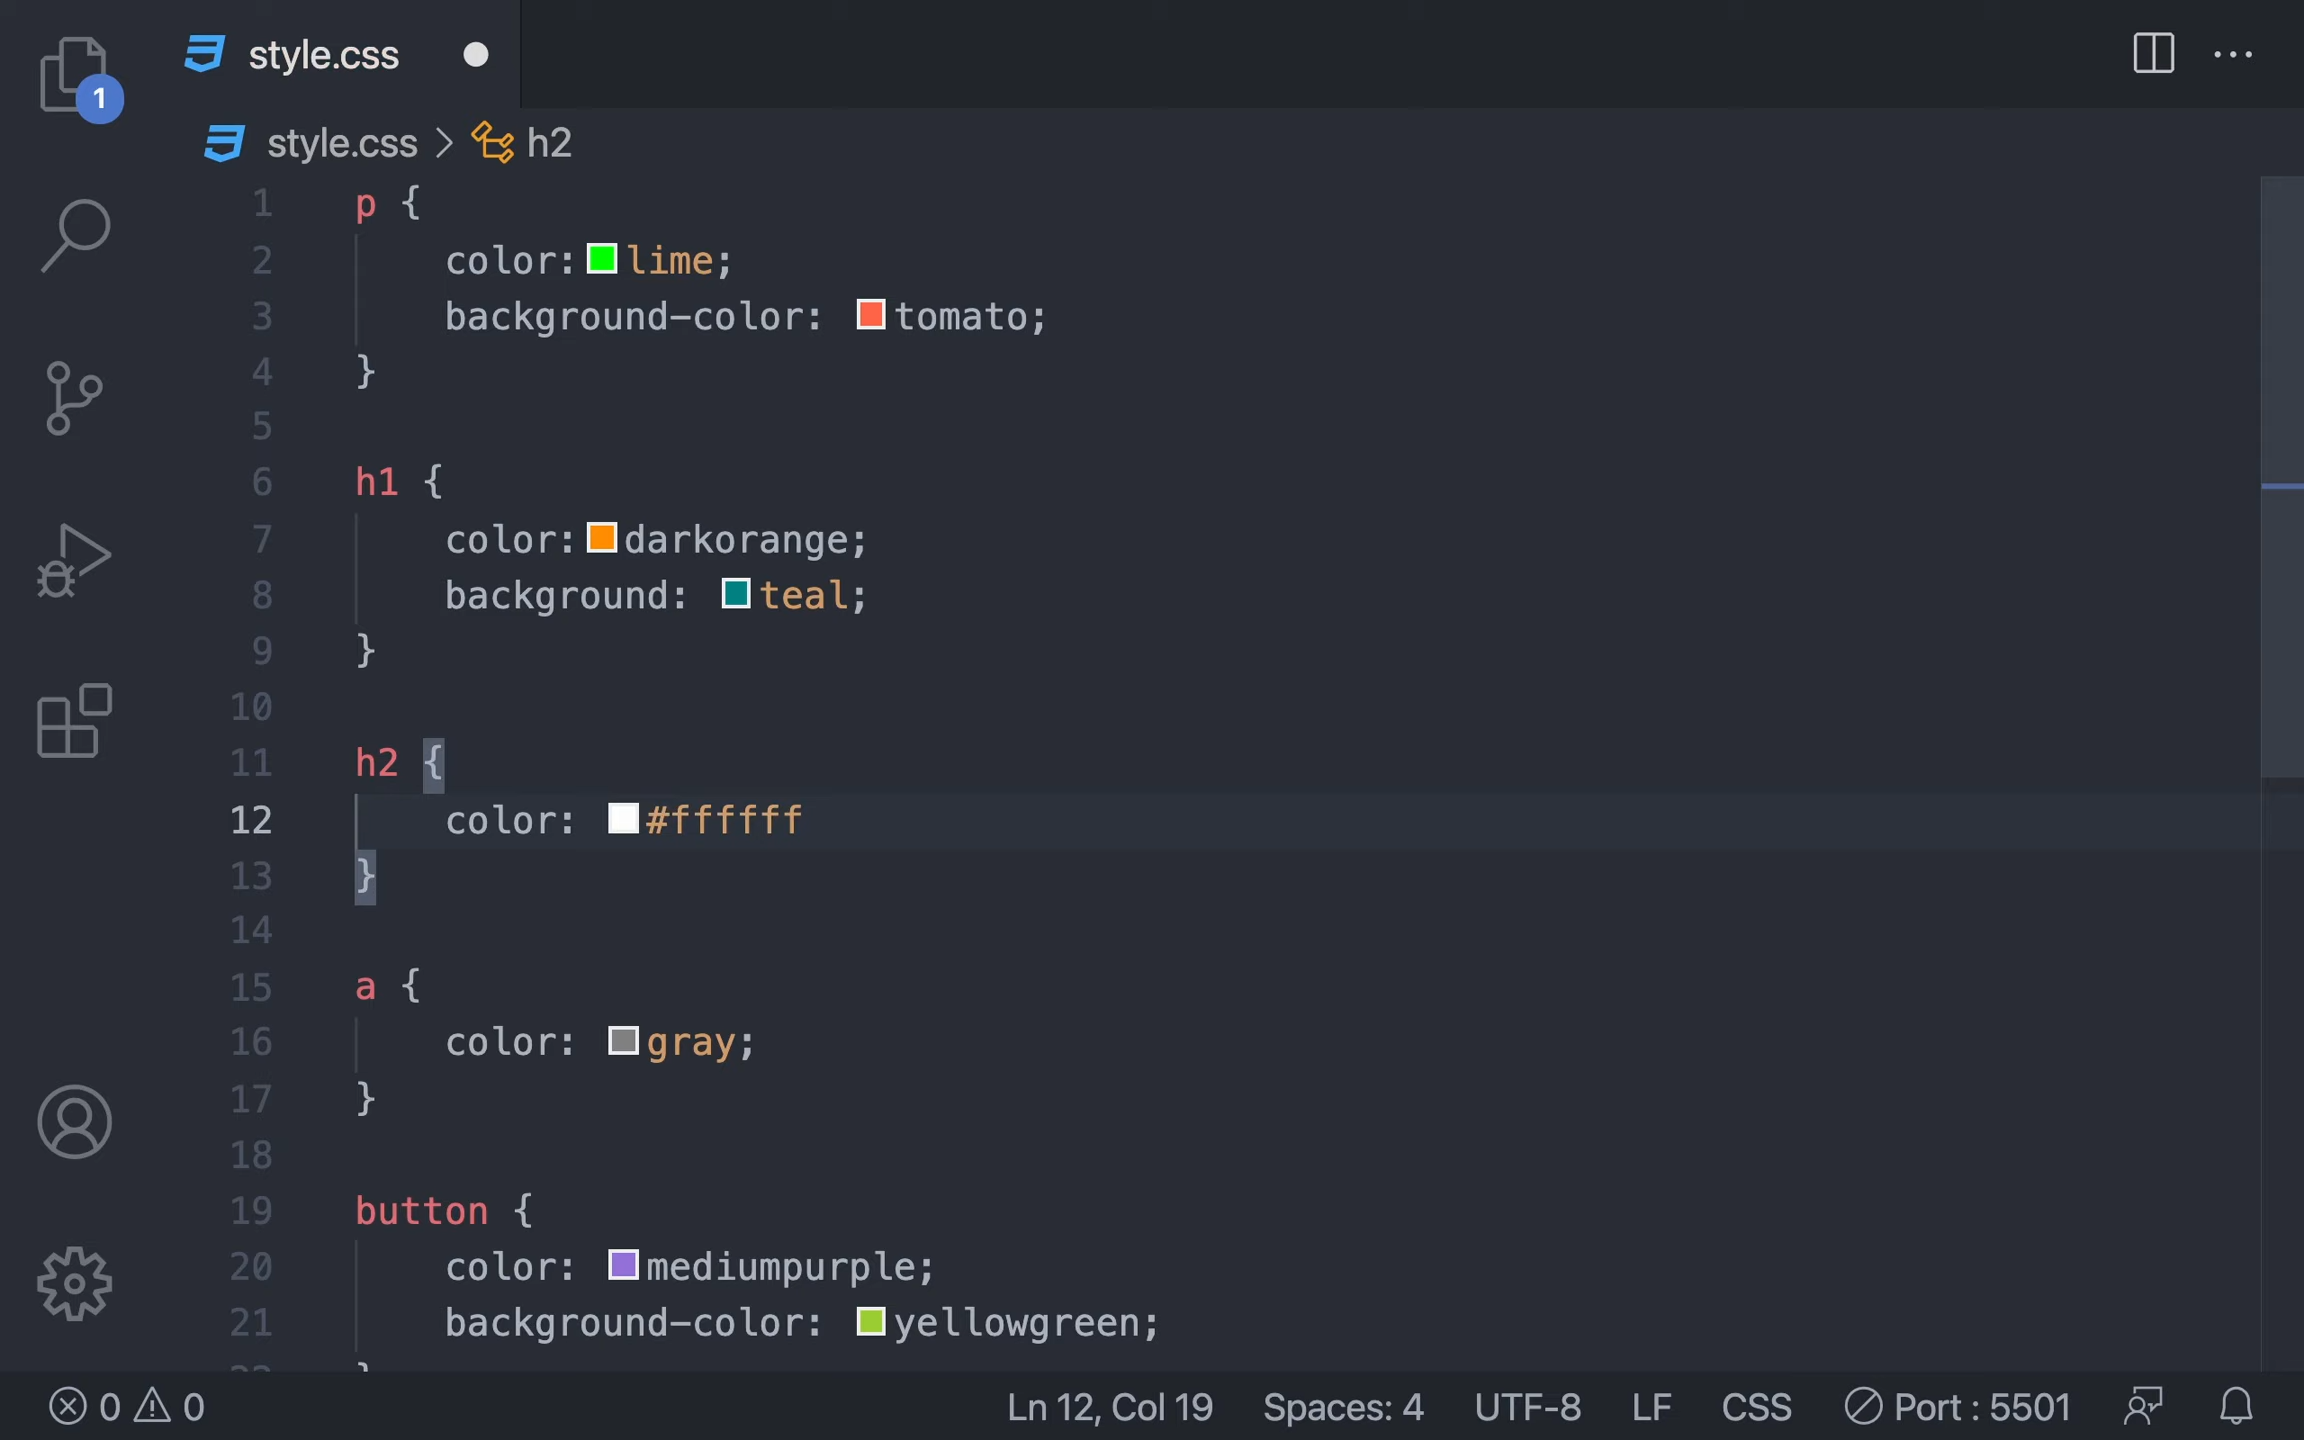 style.css
1
style.css > h2
1 p {
2 color: lime;
3 background-color: tomato;
4 }
5
6 h1 {
7 color: darkorange;
8 background: teal;
9 }
10
11 h2 {
12 color: #ffffff
13 }
14
15 a {
16 color: gray;
17 }
18
19 button {
20 color: mediumpurple;
21 background-color: yellowgreen;
0 0 Ln 12, Col 19 Spaces: 4 UTF-8 LF CSS Port : 5501